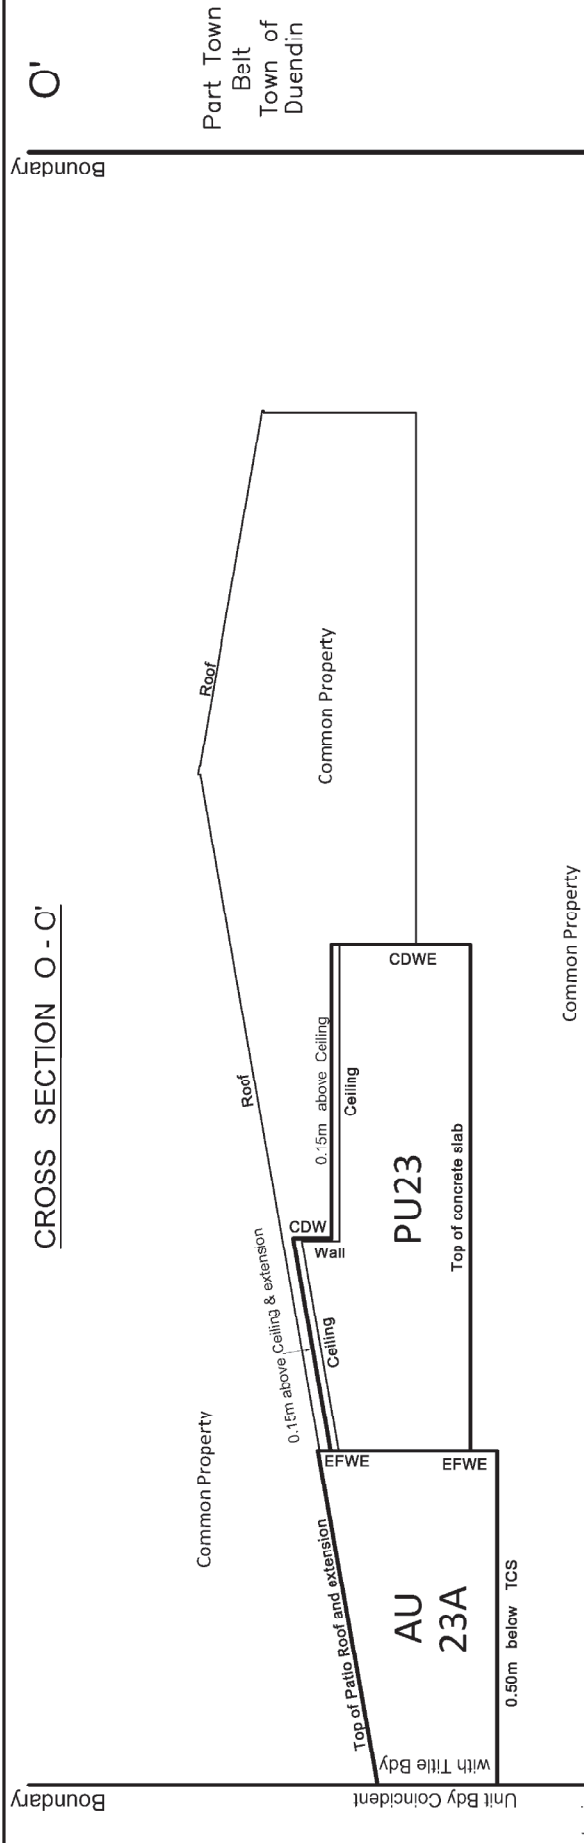 O'
Part Town
Belt
Town of
Duendin
Boundary
CROSS SECTION O - O'
Roof
Common Property
Roof
Common Property
CDWE
0.15m above Ceiling
Ceiling
PU23
Top of concrete slab
CDW
Wall
0.15m above Ceiling & extension
Ceiling
Common Property
EFWE
EFWE
Top of Patio Roof and extension
AU
23A
0.50m below TCS
Unit Bdy Coincident
with Title Bdy
Boundary